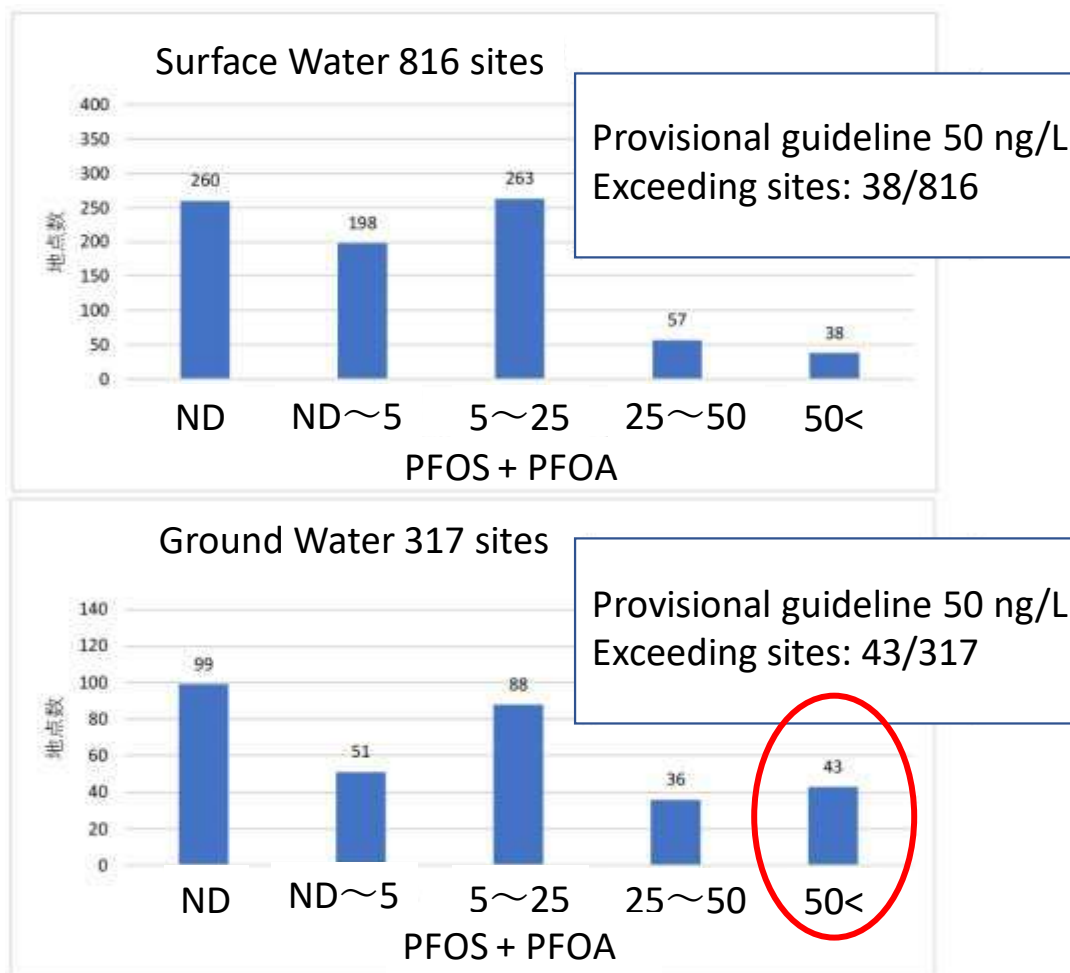 Surface Water 816 sites
Provisional guideline 50 ng/L
Exceeding sites: 38/816
地点数
400
350
300
250
200
150
100
50
0
260
198
263
57
38
ND
ND～5
5～25
25～50
50<
PFOS + PFOA
Ground Water 317 sites
Provisional guideline 50 ng/L
Exceeding sites: 43/317
地点数
140
120
100
80
60
40
20
0
99
51
88
36
43
ND
ND～5
5～25
25～50
50<
PFOS + PFOA